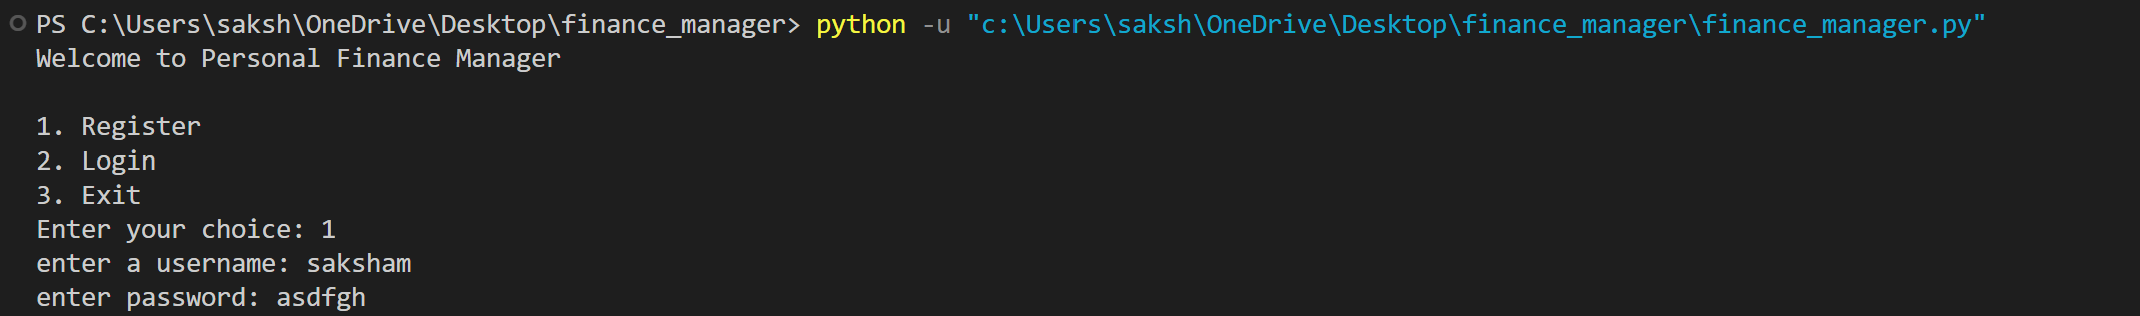 PS C:\Users\saksh\OneDrive\Desktop\finance_manager> python -u "c:\Users\saksh\OneDrive\Desktop\finance_manager\finance_manager.py"
Welcome to Personal Finance Manager
1. Register
2. Login
3. Exit
Enter your choice: 1
enter a username: saksham
enter password: asdfgh